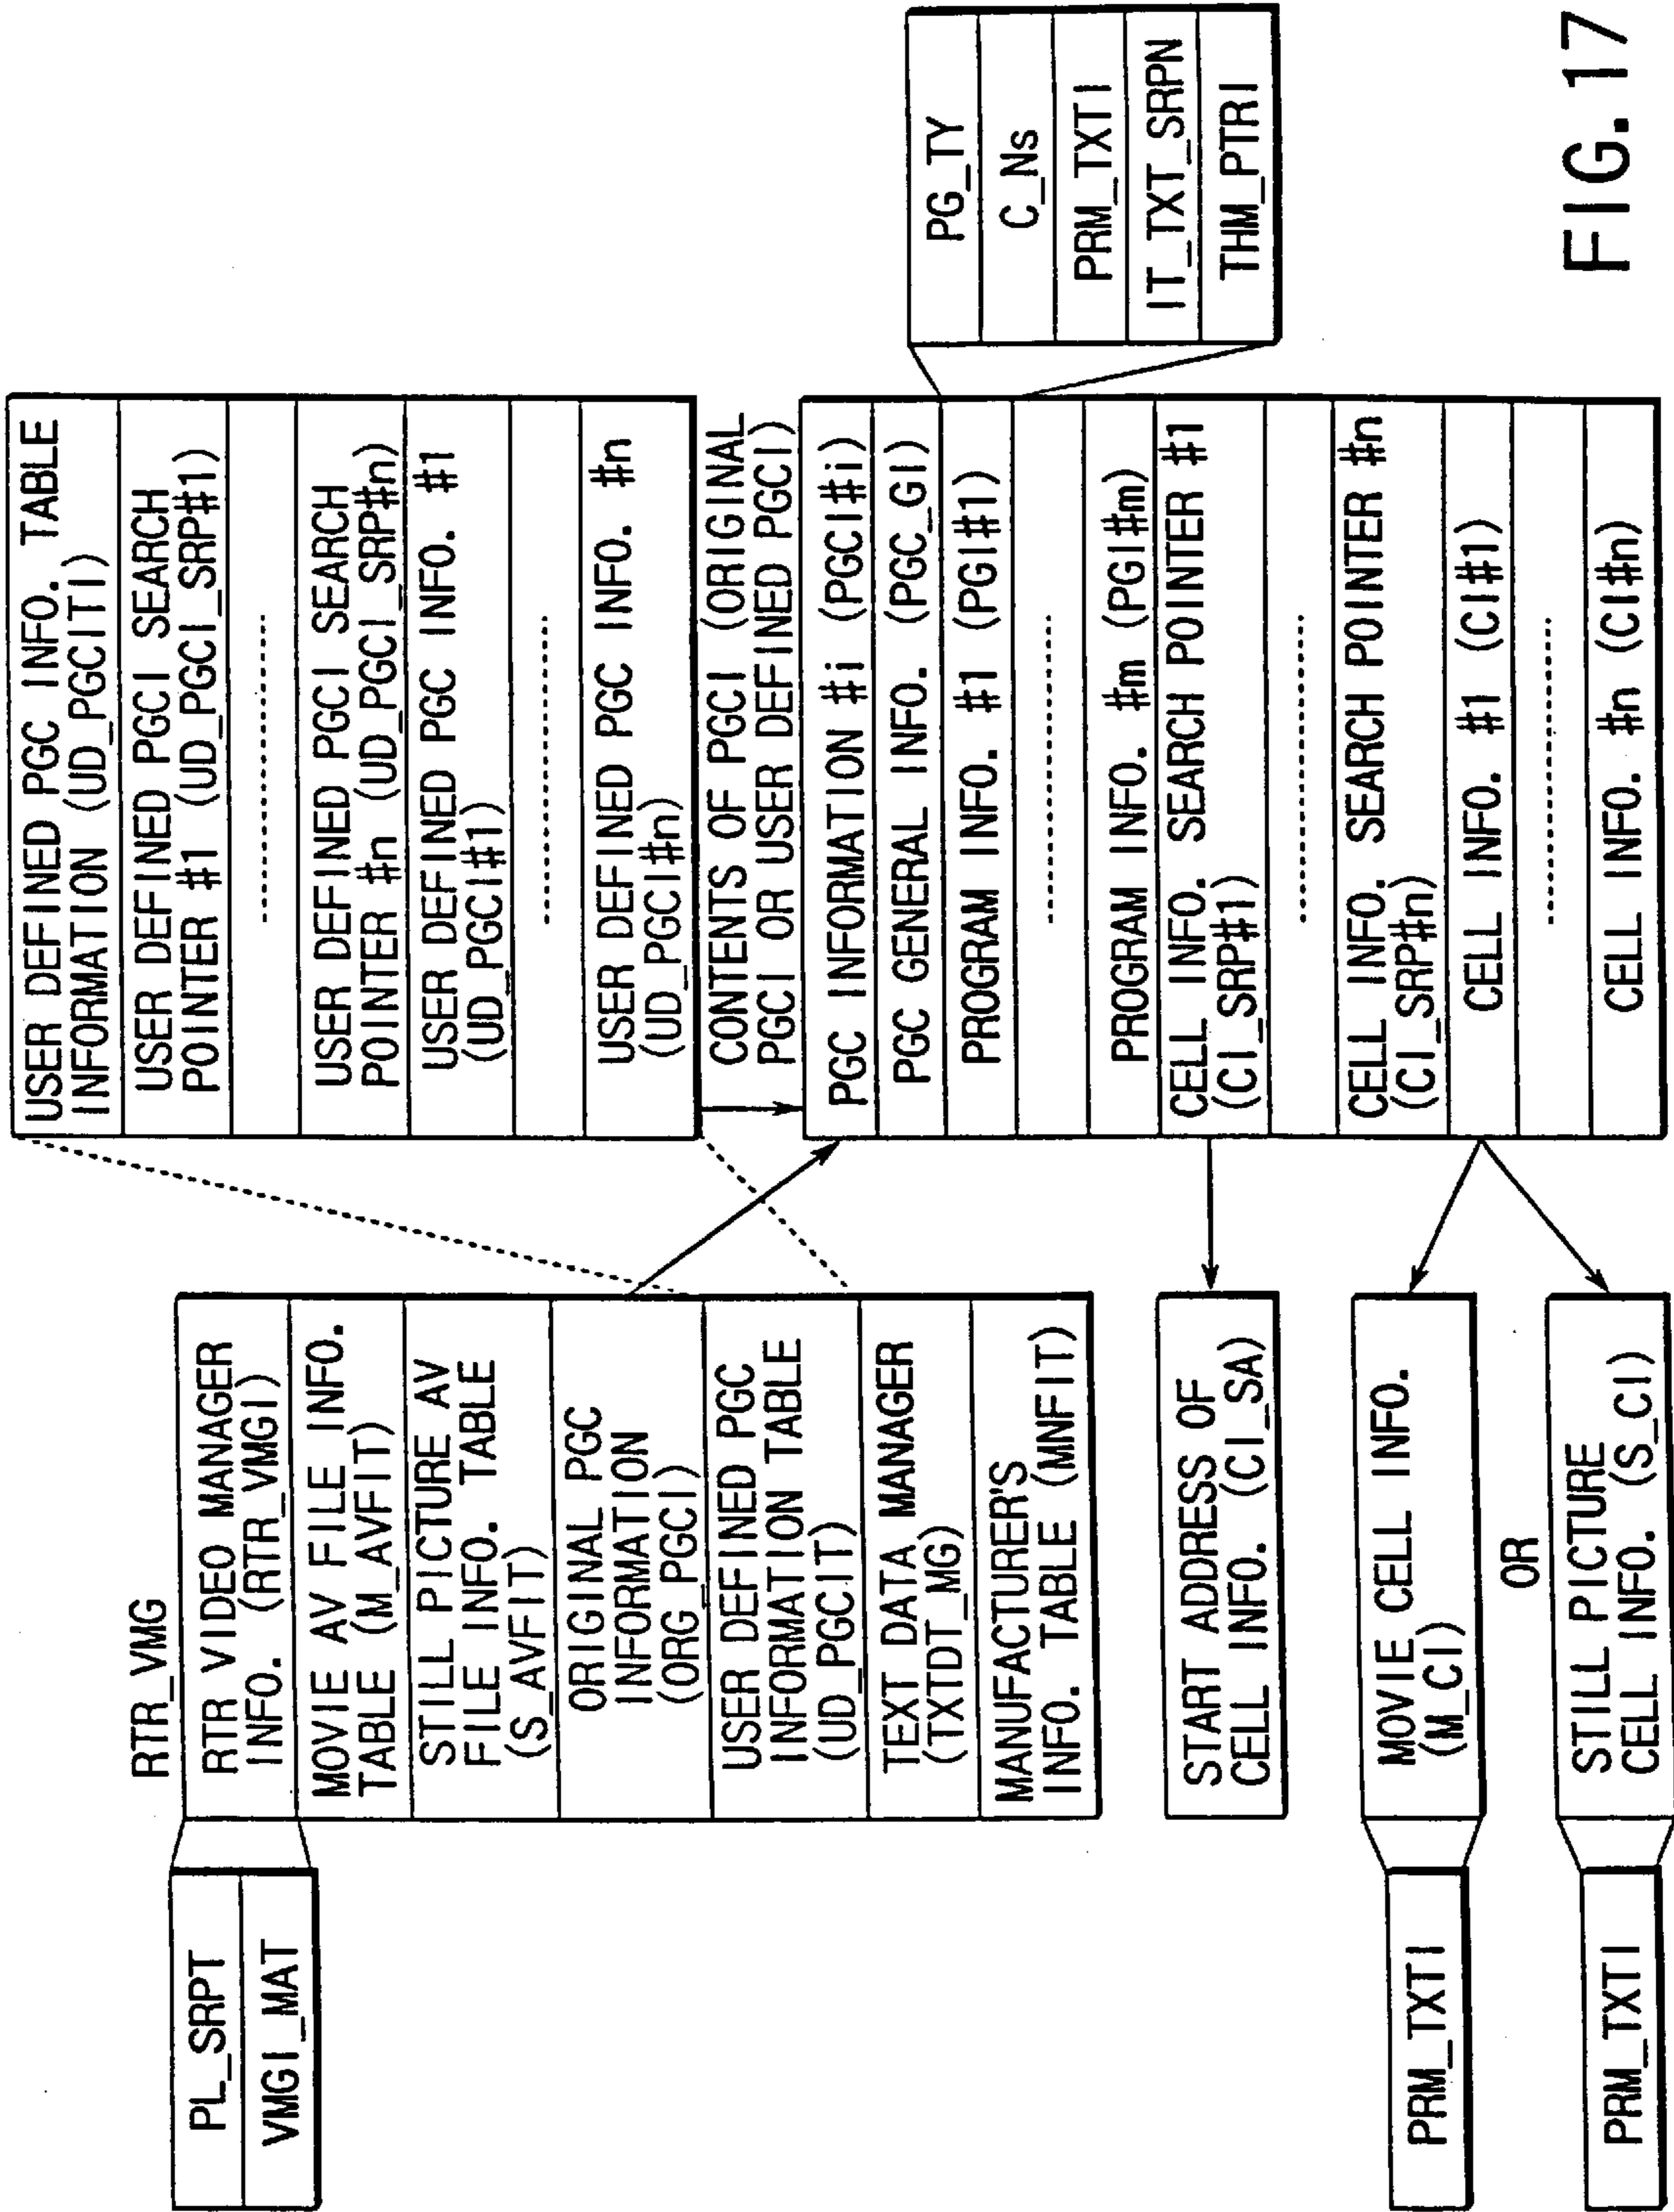 RTR_VMG
PL_SRPT
VMGI_MAT
RTR VIDEO MANAGER
INFO. (RTR_VMGI)
MOVIE AV FILE INFO.
TABLE (M_AVFIT)
STILL PICTURE AV
FILE INFO. TABLE
(S_AVFIT)
ORIGINAL PGC
INFORMATION
(ORG_PGCI)
USER DEFINED PGC
INFORMATION TABLE
(UD_PGCIT)
TEXT DATA MANAGER
(TXTDT_MG)
MANUFACTURER'S
INFO. TABLE (MNFIT)
START ADDRESS OF
CELL INFO. (CI_SA)
MOVIE CELL INFO.
(M_CI)
PRM_TXTI
OR
STILL PICTURE
CELL INFO. (S_CI)
PRM_TXTI
USER DEFINED PGC INFO. TABLE
INFORMATION (UD_PGCITI)
USER DEFINED PGCI SEARCH
POINTER #1 (UD_PGCI_SRP#1)
USER DEFINED PGCI SEARCH
POINTER #n (UD_PGCI_SRP#n)
USER DEFINED PGC INFO. #1
(UD_PGCI#1)
USER DEFINED PGC INFO. #n
(UD_PGCI#n)
CONTENTS OF PGCI (ORIGINAL
PGCI OR USER DEFINED PGCI)
PGC INFORMATION #i (PGCI#i)
PGC GENERAL INFO. (PGC_GI)
PROGRAM INFO. #1 (PGI#1)
PROGRAM INFO. #m (PGI#m)
CELL INFO. SEARCH POINTER #1
(CI_SRP#1)
CELL INFO. SEARCH POINTER #n
(CI_SRP#n)
CELL INFO. #1 (CI#1)
CELL INFO. #n (CI#n)
PG_TY
C_Ns
PRM_TXTI
IT_TXT_SRPN
THM_PTRI
FIG.17